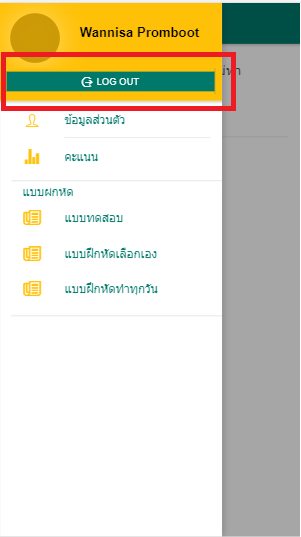 Wannisa Promboot
LOG OUT
ข้อมูลส่วนตัว
คะแนน
แบบฝึกหัด
แบบทดสอบ
แบบฝึกหัดเลือกเอง
แบบฝึกหัดทำทุกวัน